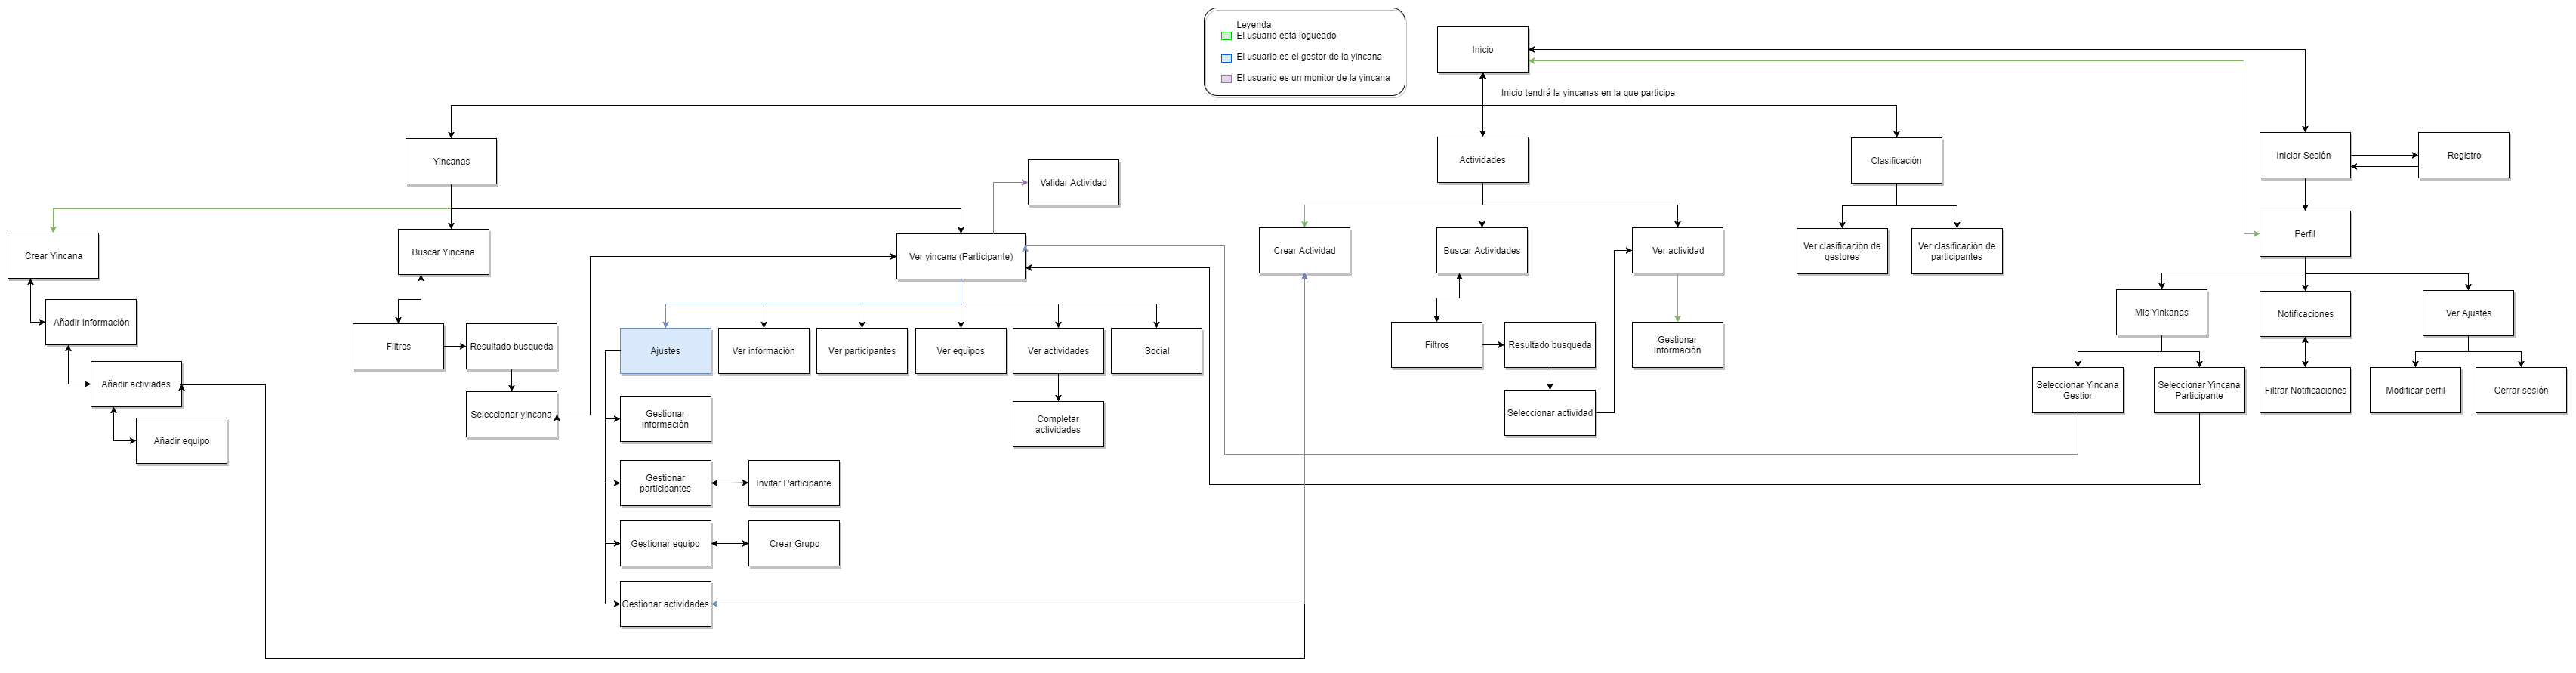 Leyenda
El usuario esta logueado
El usuario es el gestor de la yincana
El usuario es un monitor de la yincana
Inicio
Inicio tendrá la yincanas en la que participa
Yincanas
Actividades
Clasificación
Iniciar Sesión
Registro
Validar Actividad
Crear Yincana
Buscar Yincana
Ver yincana (Participante)
Crear Actividad
Buscar Actividades
Ver actividad
Ver clasificación de
gestores
Ver clasificación de
participantes
Perfil
Añadir Información
Filtros
Resultado busqueda
Ajustes
Ver información
Ver participantes
Ver equipos
Ver actividades
Social
Filtros
Resultado busqueda
Gestionar
Información
Mis Yinkanas
Notificaciones
Ver Ajustes
Añadir activiades
Seleccionar yincana
Gestionar
información
Completar
actividades
Seleccionar actividad
Seleccionar Yincana
Gestior
Seleccionar Yincana
Participante
Filtrar Notificaciones
Modificar perfil
Cerrar sesión
Añadir equipo
Gestionar
participantes
Invitar Participante
Gestionar equipo
Crear Grupo
Gestionar actividades